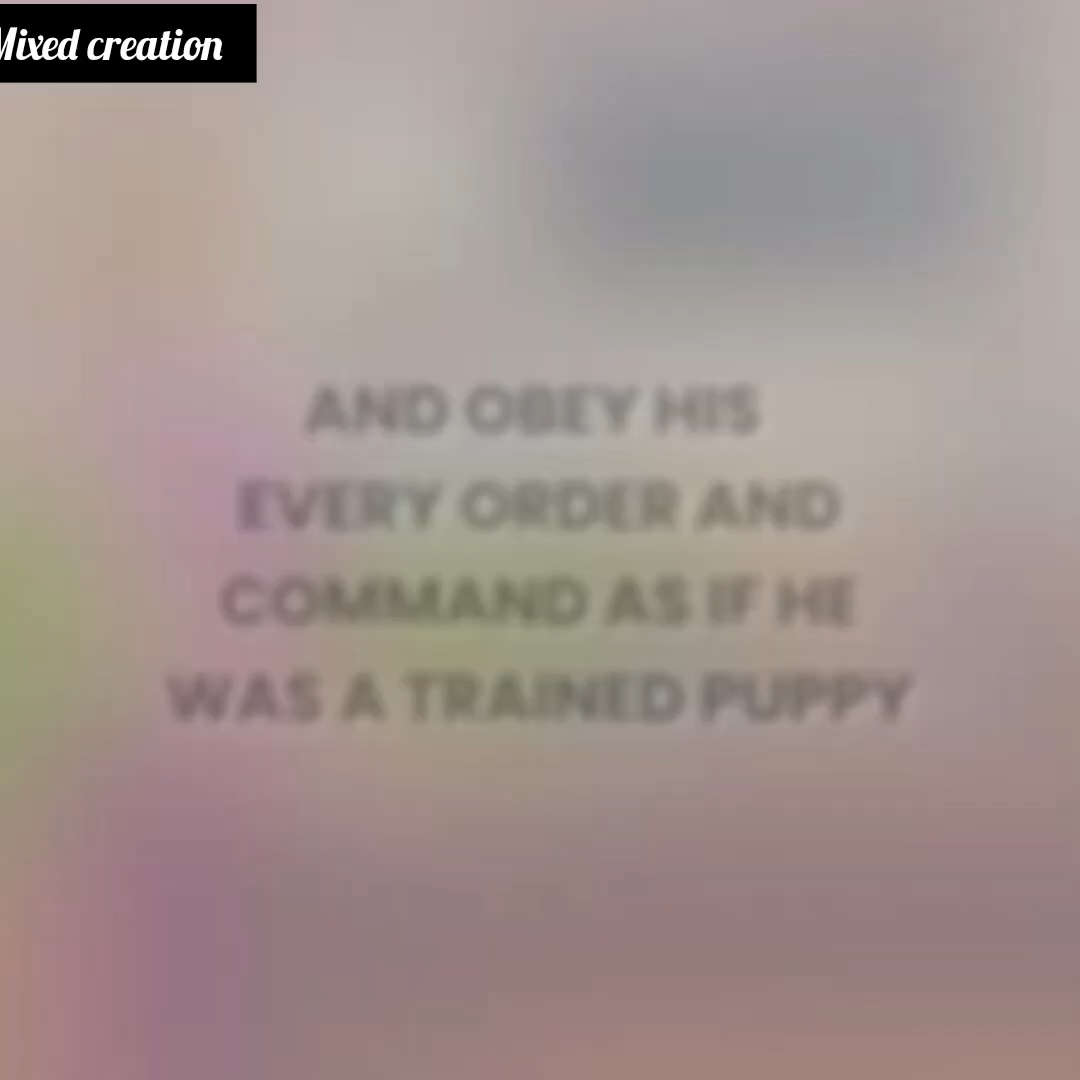 Mixed creation
AND OBEY HIS
EVERY ORDER AND
COMMAND AS IF HE
WAS A TRAINED PUPPY